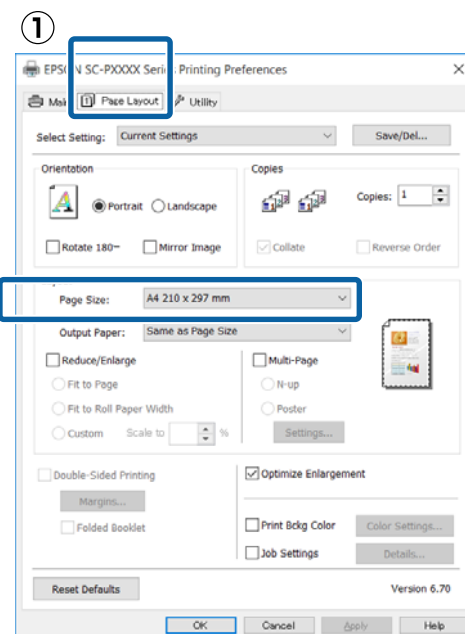 ①
EPSON SC-PXXXX Series Printing Preferences
Main Page Layout Utility
Select Setting: Current Settings Save/Del...
Orientation Copies
Portrait Landscape Copies: 1
Rotate 180° Mirror Image Collate Reverse Order
Page Size: A4 210 x 297 mm
Output Paper: Same as Page Size
Reduce/Enlarge Multi-Page
Fit to Page N-up
Fit to Roll Paper Width Poster
Custom Scale to % Settings...
Double-Sided Printing Optimize Enlargement
Margins...
Folded Booklet Print Bckg Color Color Settings...
Job Settings Details...
Reset Defaults Version 6.70
OK Cancel Apply Help